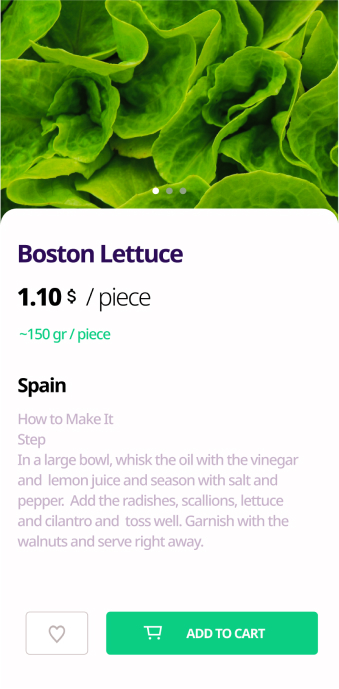 Boston Lettuce
1.10 $ / piece
~150 gr / piece
Spain
How to Make It
Step
In a large bowl, whisk the oil with the vinegar
and lemon juice and season with salt and
pepper. Add the radishes, scallions, lettuce
and cilantro and toss well. Garnish with the
walnuts and serve right away.
ADD TO CART